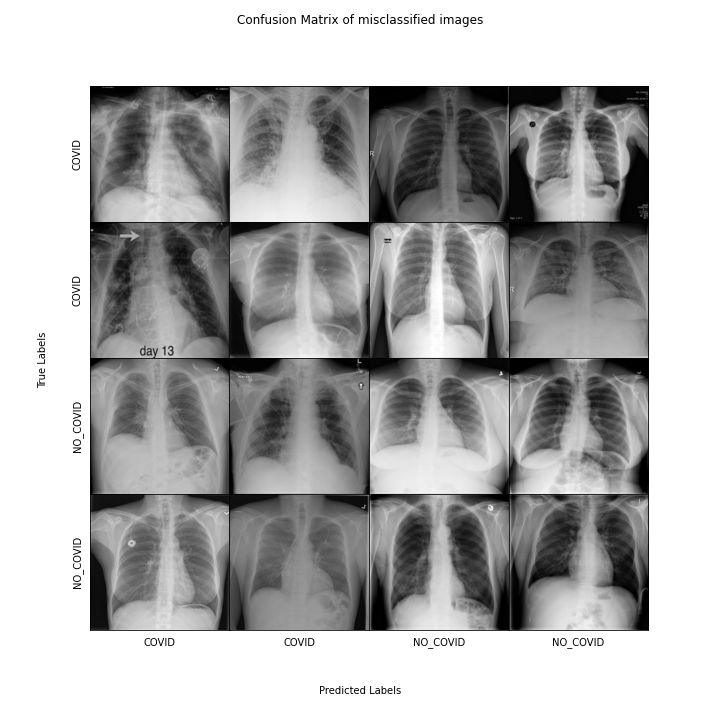 Confusion Matrix of misclassified images
COVID
R
COVID
day 13
R
True Labels
NO_COVID
NO_COVID
COVID
COVID
NO_COVID
NO_COVID
Predicted Labels